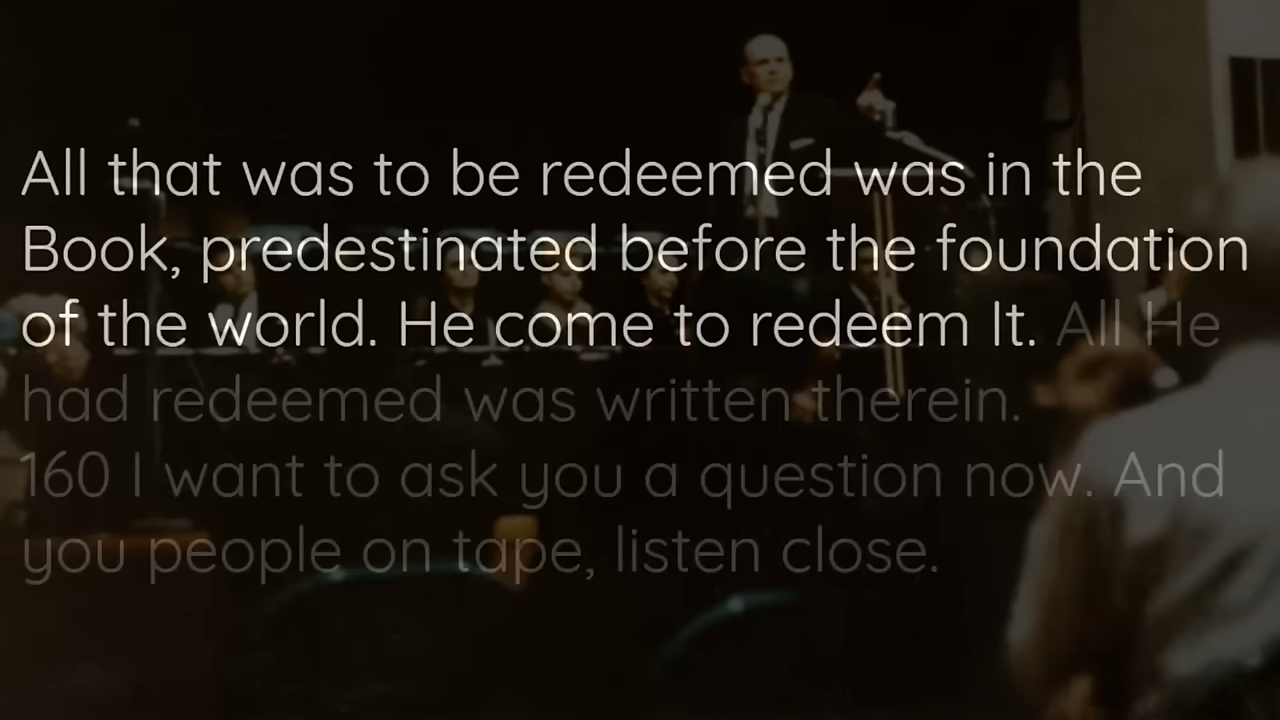 All that was to be redeemed was in the
Book, predestinated before the foundation
of the world. He come to redeem It. All He
had redeemed was written therein.
160 I want to ask you a question now. And
you people on tape, listen close.